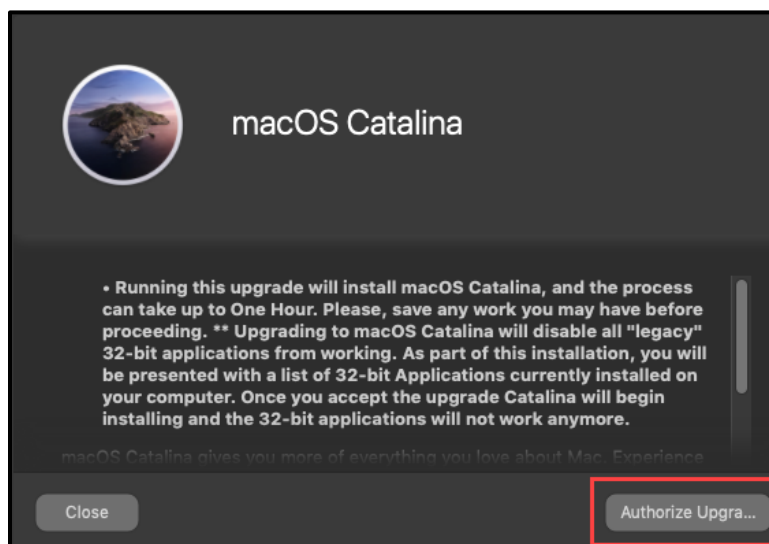 macOS Catalina
• Running this upgrade will install macOS Catalina, and the process
can take up to One Hour. Please, save any work you may have before
proceeding. ** Upgrading to macOS Catalina will disable all "legacy"
32-bit applications from working. As part of this installation, you will
be presented with a list of 32-bit Applications currently installed on
your computer. Once you accept the upgrade Catalina will begin
installing and the 32-bit applications will not work anymore.
macOS Catalina gives you more of everything you love about Mac. Experience
Close
Authorize Upgra...